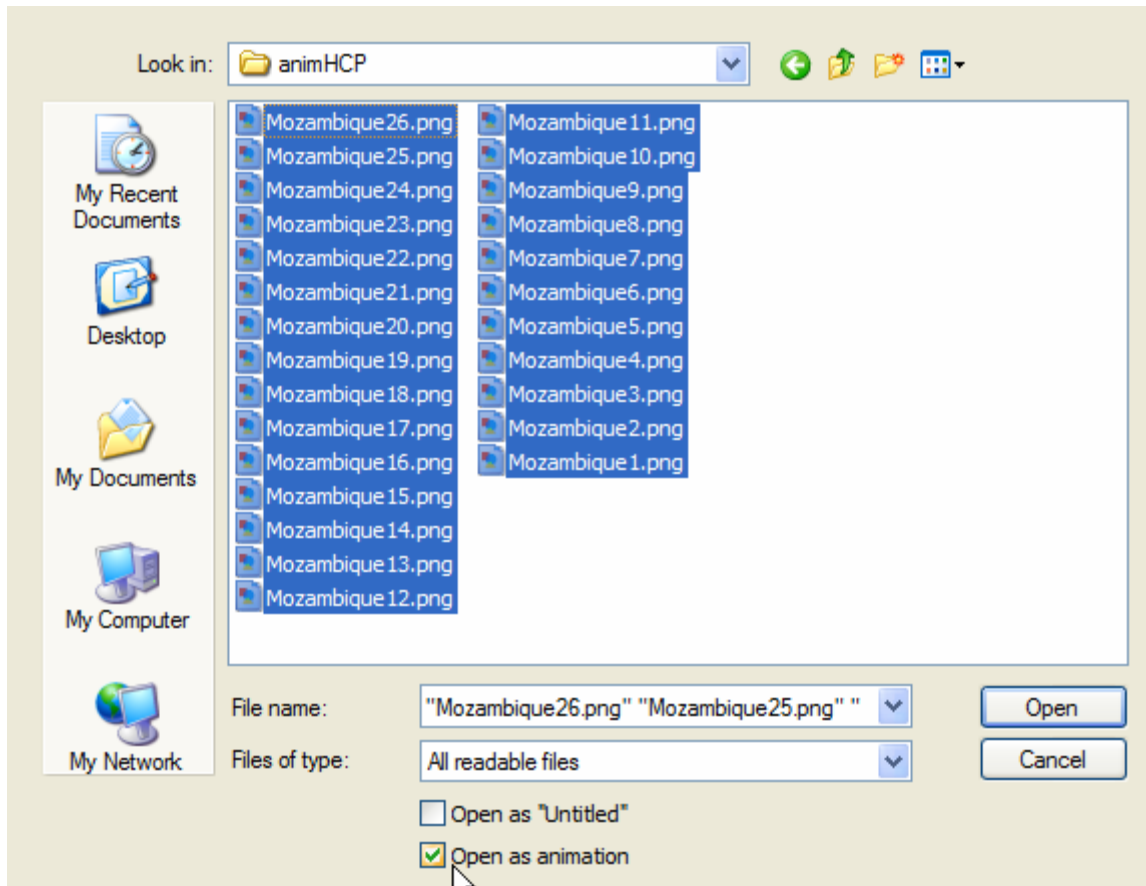 Look in: animHCP
My Recent
Documents
Desktop
My Documents
My Computer
My Network
Mozambique26.png
Mozambique25.png
Mozambique24.png
Mozambique23.png
Mozambique22.png
Mozambique21.png
Mozambique20.png
Mozambique19.png
Mozambique18.png
Mozambique17.png
Mozambique16.png
Mozambique15.png
Mozambique14.png
Mozambique13.png
Mozambique12.png
Mozambique11.png
Mozambique10.png
Mozambique9.png
Mozambique8.png
Mozambique7.png
Mozambique6.png
Mozambique5.png
Mozambique4.png
Mozambique3.png
Mozambique2.png
Mozambique1.png
File name: "Mozambique26.png" "Mozambique25.png" " Open
Files of type: All readable files Cancel
Open as "Untitled"
Open as animation